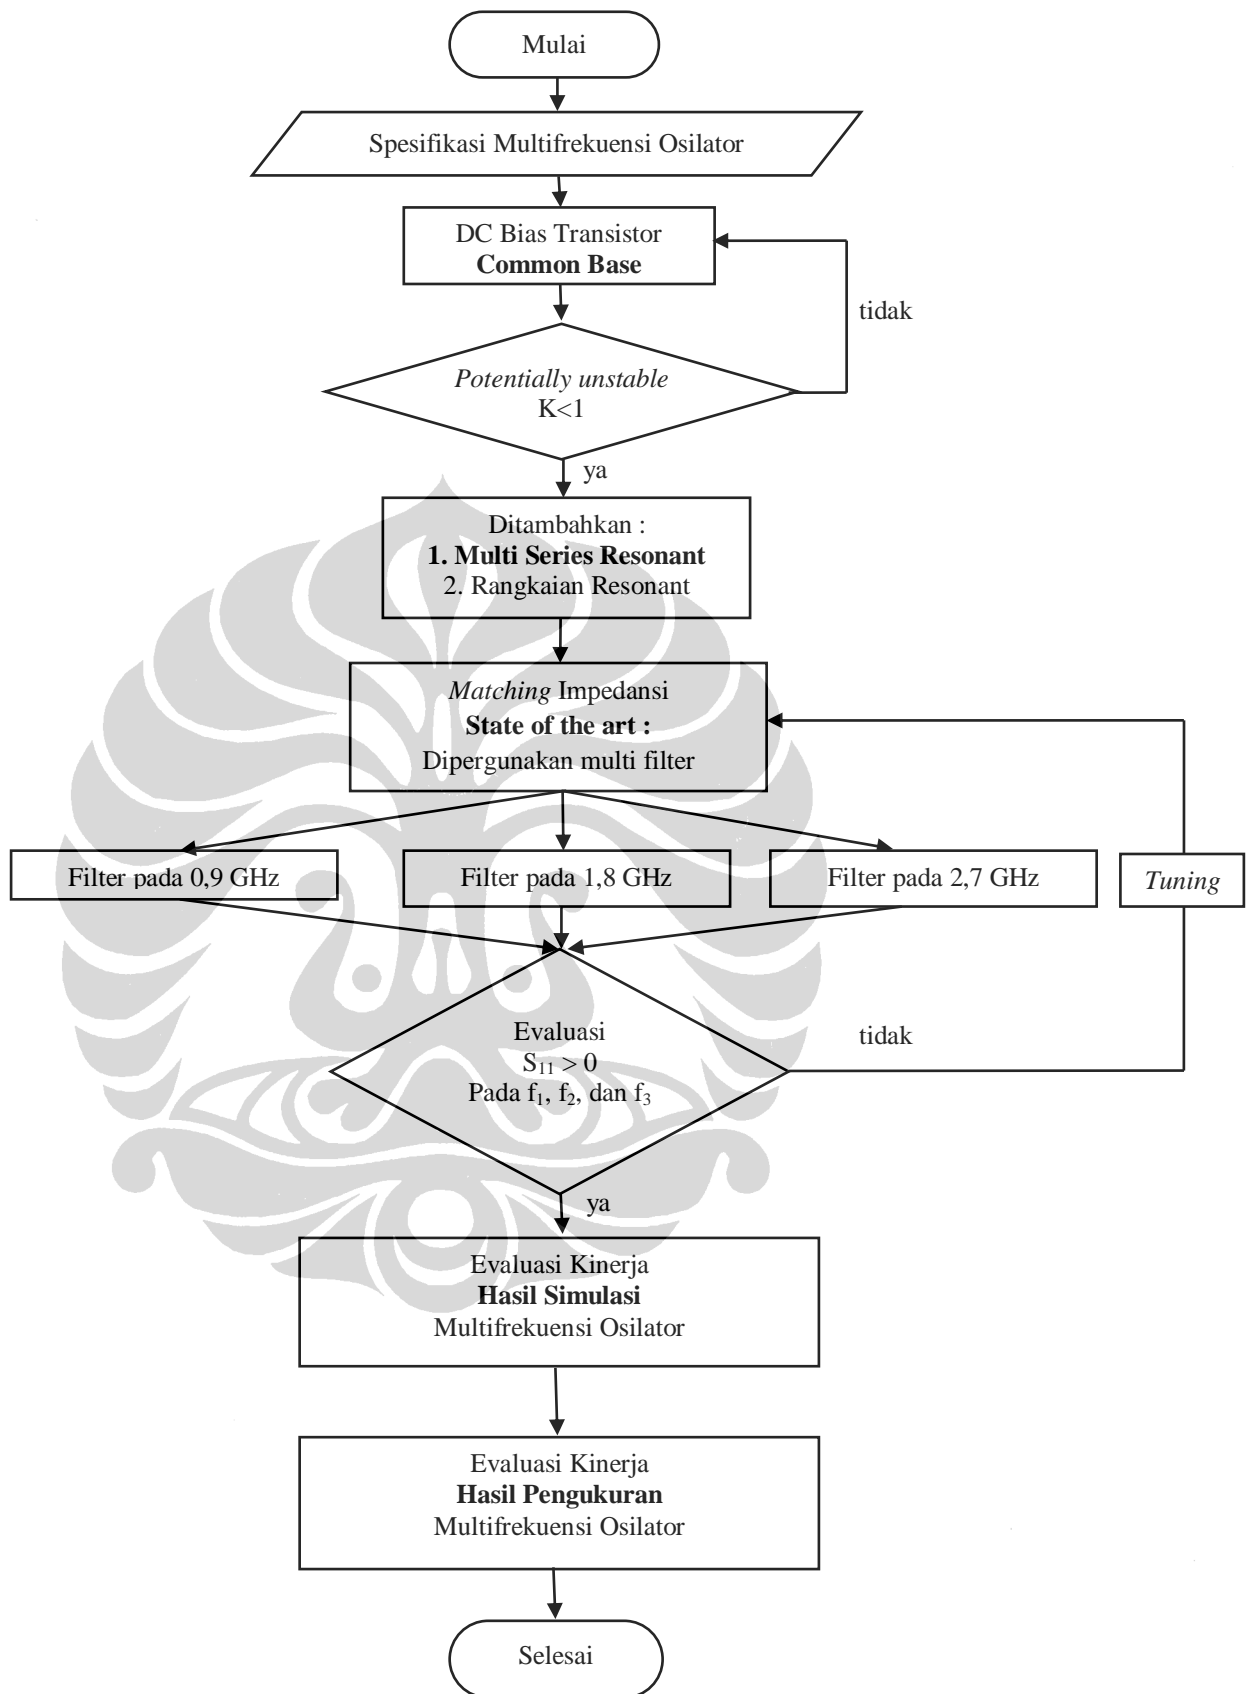 Mulai
Spesifikasi Multifrekuensi Osilator
DC Bias Transistor
Common Base
tidak
Potentially unstable
K<1
ya
Ditambahkan :
1. Multi Series Resonant
2. Rangkaian Resonant
Matching Impedansi
State of the art :
Dipergunakan multi filter
Filter pada 0,9 GHz
Filter pada 1,8 GHz
Filter pada 2,7 GHz
Tuning
Evaluasi
S₁₁ > 0
Pada f₁, f₂, dan f₃
tidak
ya
Evaluasi Kinerja
Hasil Simulasi
Multifrekuensi Osilator
Evaluasi Kinerja
Hasil Pengukuran
Multifrekuensi Osilator
Selesai